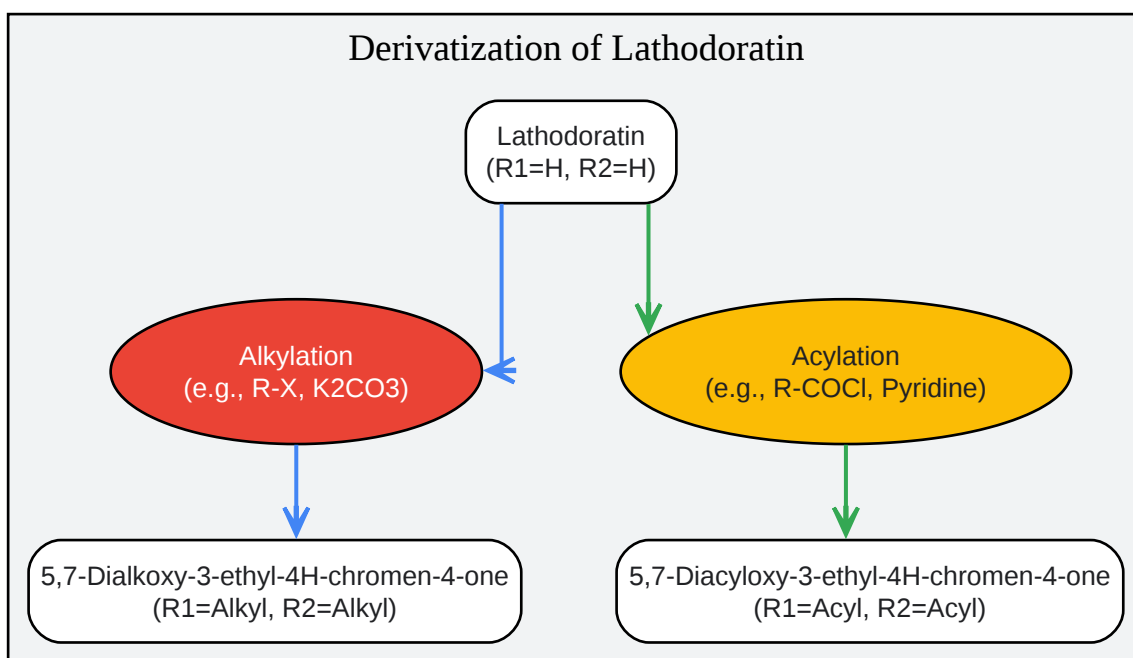 Derivatization of Lathodoratin
Lathodoratin
(R1=H, R2=H)
Alkylation
(e.g., R-X, K2CO3)
Acylation
(e.g., R-COCl, Pyridine)
5,7-Dialkoxy-3-ethyl-4H-chromen-4-one
(R1=Alkyl, R2=Alkyl)
5,7-Diacyloxy-3-ethyl-4H-chromen-4-one
(R1=Acyl, R2=Acyl)